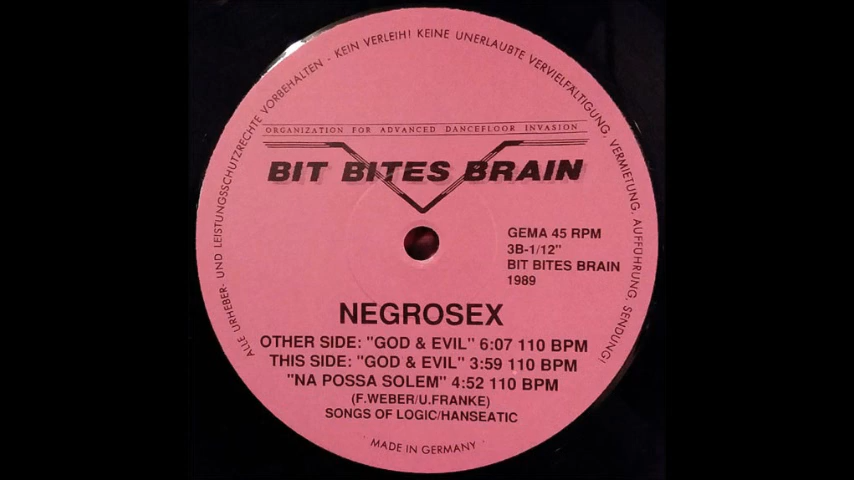 ALLE URHEBER- UND LEISTUNGSSCHUTZRECHTE VORBEHALTEN - KEIN VERLEIH! KEINE UNERLAUBTE VERVIELFÄLTIGUNG, VERMIETUNG, AUFFÜHRUNG, SENDUNG!
ORGANIZATION FOR ADVANCED DANCEFLOOR INVASION
BIT BITES BRAIN
GEMA 45 RPM
3B-1/12"
BIT BITES BRAIN
1989
NEGROSEX
OTHER SIDE: "GOD & EVIL" 6:07 110 BPM
THIS SIDE: "GOD & EVIL" 3:59 110 BPM
"NA POSSA SOLEM" 4:52 110 BPM
(F.WEBER/U.FRANKE)
SONGS OF LOGIC/HANSEATIC
MADE IN GERMANY